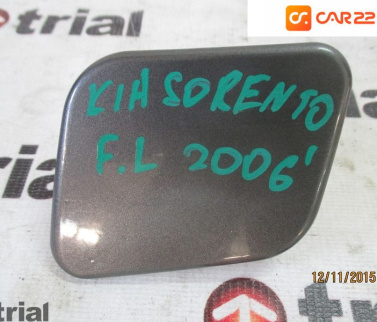 CAR22
trial
KIA SORENTO
F.L 2006'
trial
12/11/2015